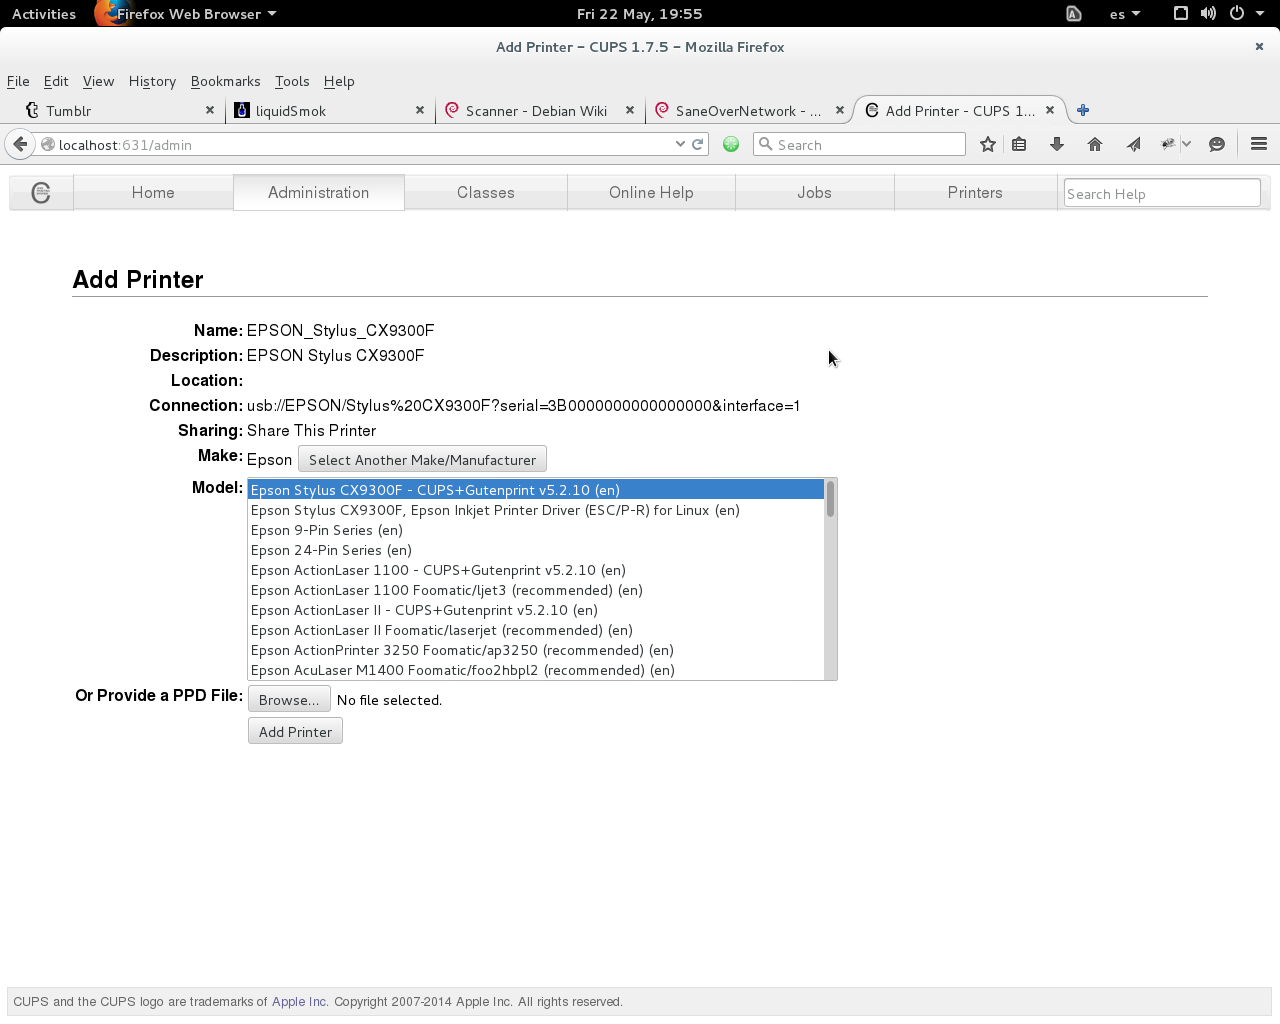 Activities Firefox Web Browser Fri 22 May, 19:55 es
Add Printer - CUPS 1.7.5 - Mozilla Firefox
File Edit View History Bookmarks Tools Help
Tumblr liquidSmok Scanner - Debian Wiki SaneOverNetwork - ... Add Printer - CUPS 1...
localhost:631/admin Search
Home Administration Classes Online Help Jobs Printers Search Help
Add Printer
Name: EPSON_Stylus_CX9300F
Description: EPSON Stylus CX9300F
Location:
Connection: usb://EPSON/Stylus%20CX9300F?serial=3B0000000000000000&interface=1
Sharing: Share This Printer
Make: Epson Select Another Make/Manufacturer
Model: Epson Stylus CX9300F - CUPS+Gutenprint v5.2.10 (en)
Epson Stylus CX9300F, Epson Inkjet Printer Driver (ESC/P-R) for Linux (en)
Epson 9-Pin Series (en)
Epson 24-Pin Series (en)
Epson ActionLaser 1100 - CUPS+Gutenprint v5.2.10 (en)
Epson ActionLaser 1100 Foomatic/ljet3 (recommended) (en)
Epson ActionLaser II - CUPS+Gutenprint v5.2.10 (en)
Epson ActionLaser II Foomatic/laserjet (recommended) (en)
Epson ActionPrinter 3250 Foomatic/ap3250 (recommended) (en)
Epson AcuLaser M1400 Foomatic/foo2hbpl2 (recommended) (en)
Or Provide a PPD File: Browse... No file selected.
Add Printer
CUPS and the CUPS logo are trademarks of Apple Inc. Copyright 2007-2014 Apple Inc. All rights reserved.